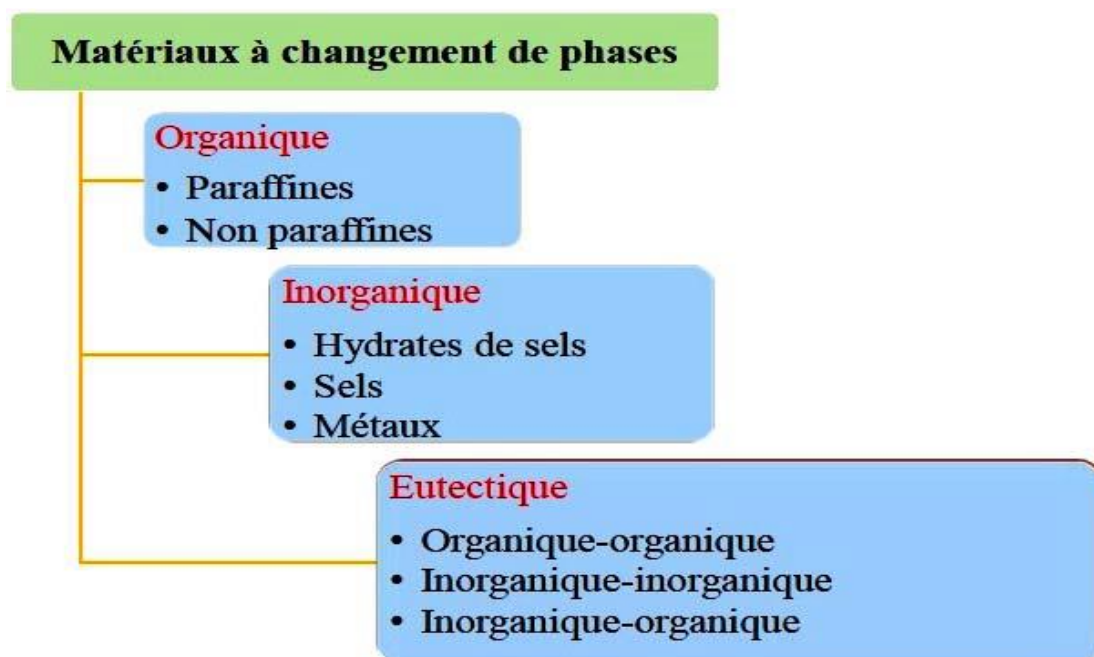 Matériaux à changement de phases
Organique
• Paraffines
• Non paraffines
Inorganique
• Hydrates de sels
• Sels
• Métaux
Eutectique
• Organique-organique
• Inorganique-inorganique
• Inorganique-organique